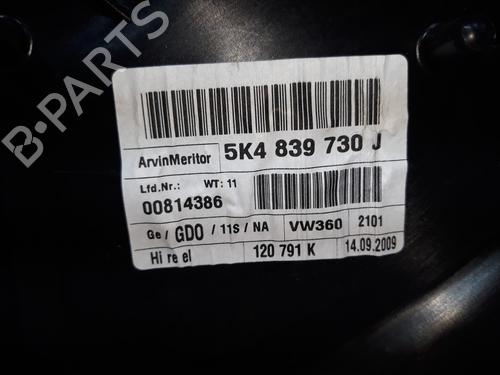 B-PARTS
ArvinMeritor 5K4 839 730 J
Lfd.Nr.: WT: 11
00814386
Ge/ GDO / 11S / NA VW360 2101
Hi re el 120 791 K 14.09.2009